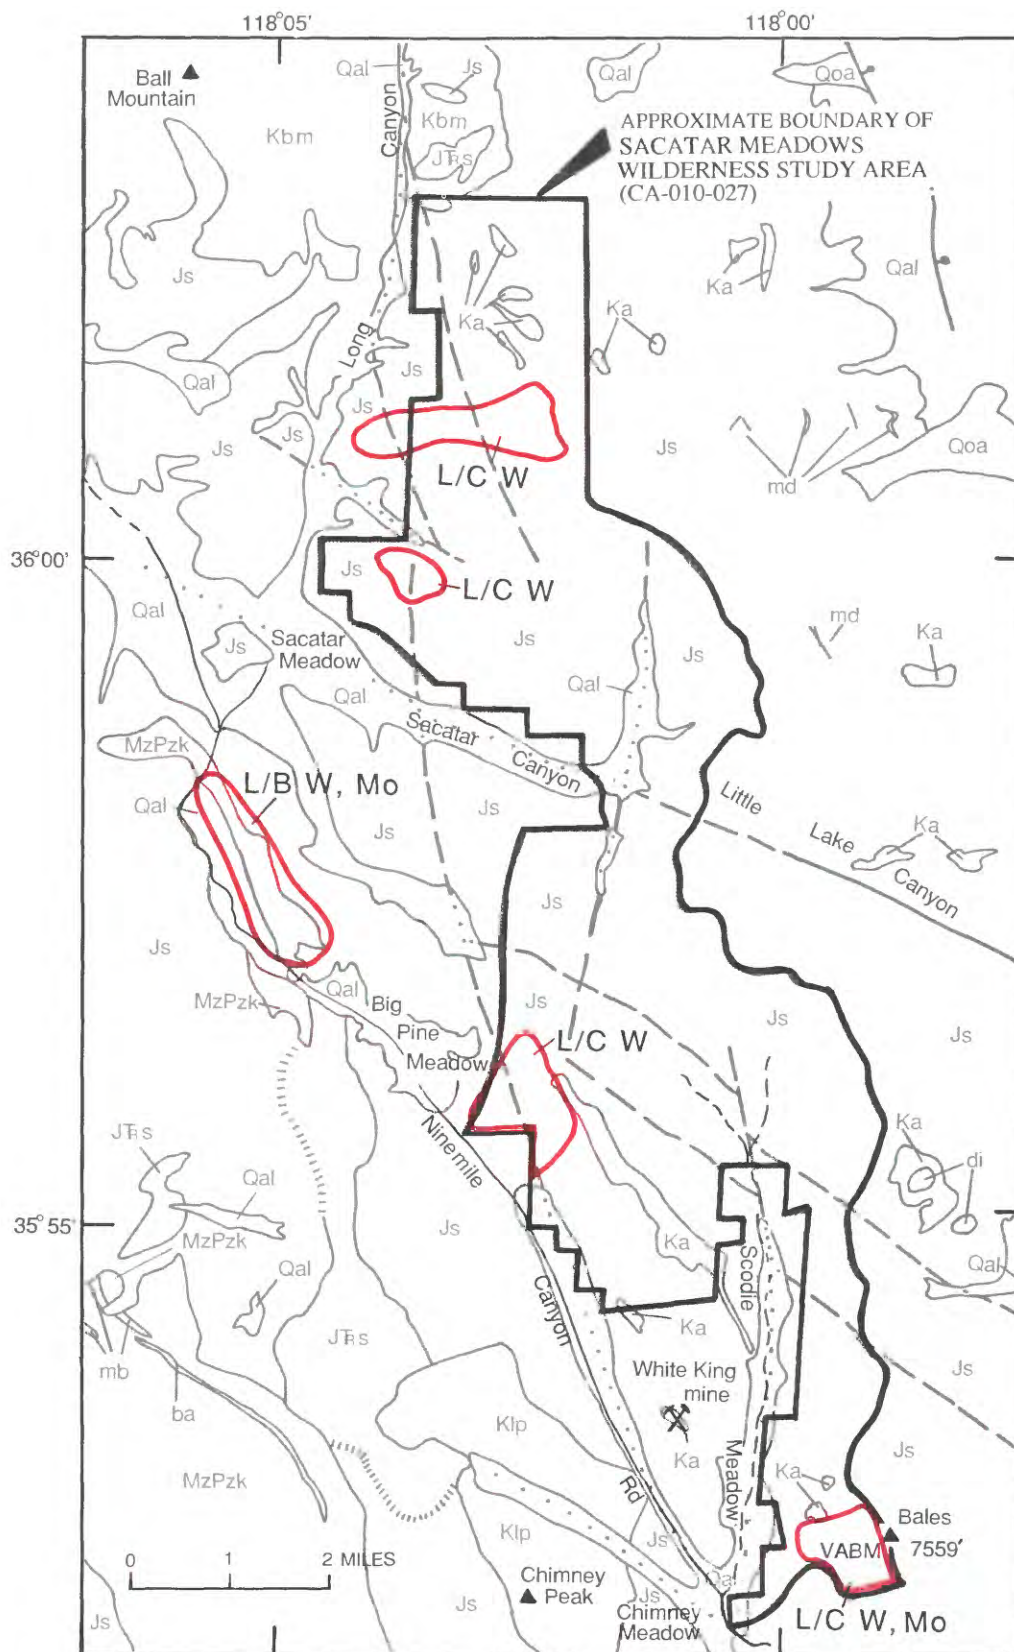 118°05′
118°00′
Ball
Mountain
Qal
Canyon
Js
Kbm
Kbm
JTRs
Qal
Qoa
APPROXIMATE BOUNDARY OF
SACATAR MEADOWS
WILDERNESS STUDY AREA
(CA-010-027)
Js
Ka
Ka
Ka
Qal
Long
Qal
Js
Js
Js
Js
Js
Qoa
md
L/C W
36°00′
Js
L/C W
Qal
Js
Sacatar
Meadow
Js
Js
md
Ka
Qal
Qal
Sacatar
Canyon
MzPzk
L/B W, Mo
Qal
Js
Js
Little
Lake
Canyon
Ka
Js
Js
MzPzk
Qal
Big
Pine
Meadow
Js
L/C W
Js
Js
Ninemile
JTRs
Qal
MzPzk
Ka
di
35°55′
Js
Ka
Scodie
Qal
Qal
JTRs
Canyon
Ka
mb
ba
White King
mine
Js
Klp
MzPzk
Ka
Meadow
Js
Ka
Rd
Bales
7559′
VABM
Klp
Js
0 1 2 MILES
Chimney
Peak
Qal
Js
Js
Js
Chimney
Meadow
L/C W, Mo